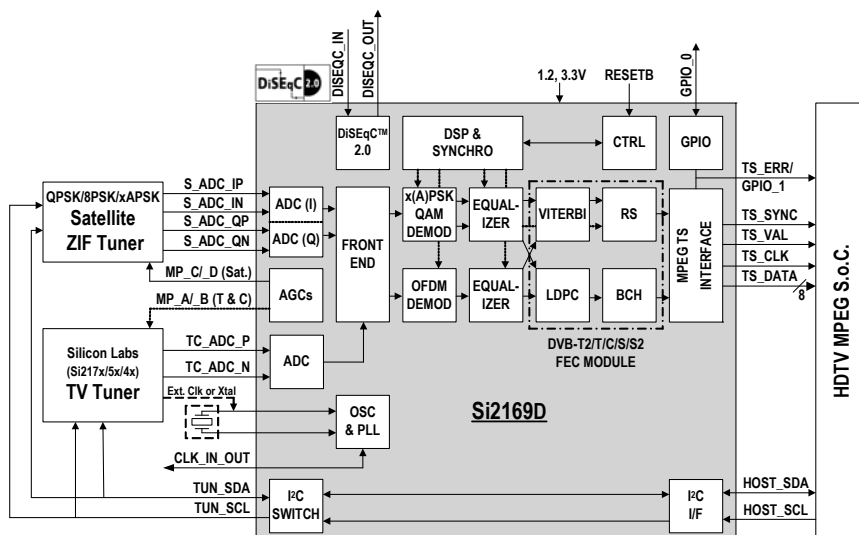 DiSEqC 2.0
DISEQC_IN
DISEQC_OUT
1.2, 3.3V
RESETB
GPIO_0
DiSEqC™
2.0
DSP &
SYNCHRO
CTRL
GPIO
TS_ERR/
GPIO_1
QPSK/8PSK/xAPSK
Satellite
ZIF Tuner
S_ADC_IP
S_ADC_IN
S_ADC_QP
S_ADC_QN
ADC (I)
ADC (Q)
FRONT
END
x(A)PSK
QAM
DEMOD
EQUAL-
IZER
VITERBI
RS
MPEG TS
INTERFACE
TS_SYNC
TS_VAL
TS_CLK
TS_DATA
8
HDTV MPEG S.o.C.
MP_C/_D (Sat.)
MP_A/_B (T & C)
AGCs
OFDM
DEMOD
EQUAL-
IZER
LDPC
BCH
DVB-T2/T/C/S/S2
FEC MODULE
Silicon Labs
(Si217x/5x/4x)
TV Tuner
TC_ADC_P
TC_ADC_N
ADC
Ext. Clk or Xtal
OSC
& PLL
Si2169D
CLK_IN_OUT
TUN_SDA
TUN_SCL
I²C
SWITCH
I²C
I/F
HOST_SDA
HOST_SCL